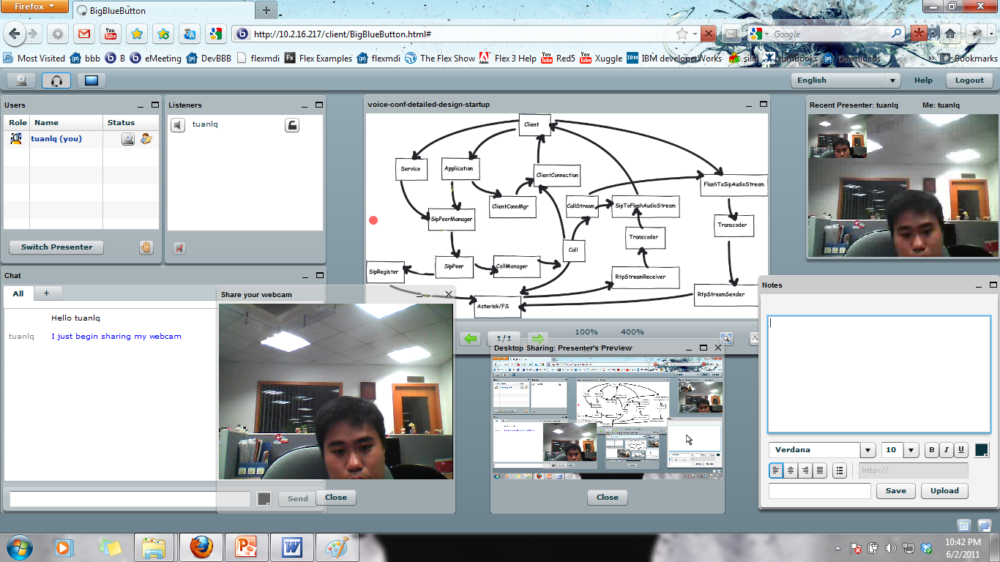 Firefox
BigBlueButton
http://10.2.16.217/client/BigBlueButton.html#
Google
Most Visited bbb B eMeeting DevBBB flexmdi Flex Examples flexmdi The Flex Show Flex 3 Help Red5 Xuggle IBM developerWorks silin ibmBooks Downloads Bookmarks
English Help Logout
Users
Role Name Status
tuanlq (you)
Switch Presenter
Listeners
tuanlq
voice-conf-detailed-design-startup
Client
Service Application ClientConnection
FlashToSipAudioStream
ClientConnMgr CallStream SipToFlashAudioStream
SipPeerManager Transcoder
Transcoder
Call
SipRegister SipPeer CallManager
RtpStreamReceiver
Asterisk/FS RtpStreamSender
1/1 100% 400%
Recent Presenter: tuanlq Me: tuanlq
Chat
All +
Hello tuanlq
tuanlq I just begin sharing my webcam
Send
Share your webcam
Close
Desktop Sharing: Presenter's Preview
Close
Notes
Verdana 10 B I U
http://
Save Upload
10:42 PM
6/2/2011